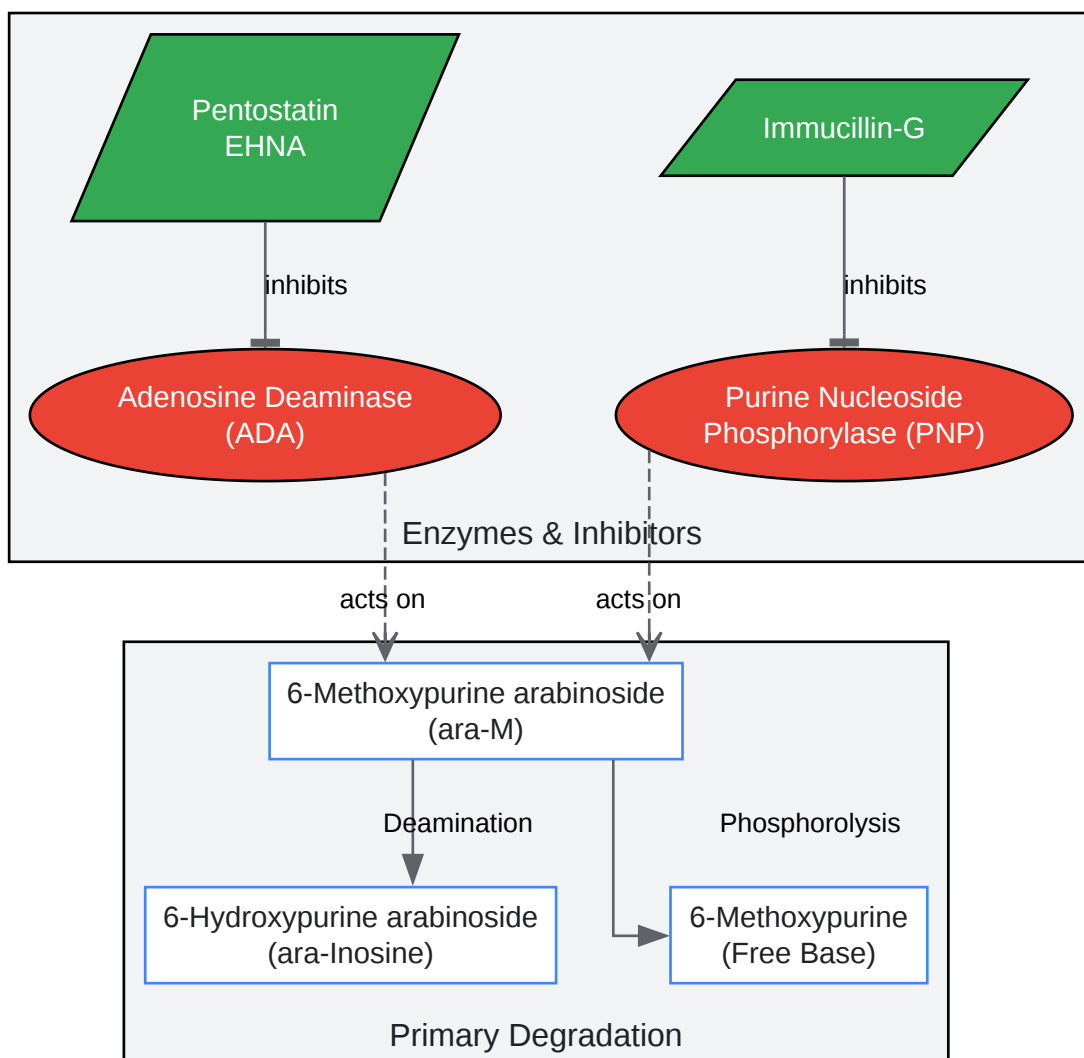 Pentostatin
EHNA
Immucillin-G
inhibits
inhibits
Adenosine Deaminase
(ADA)
Purine Nucleoside
Phosphorylase (PNP)
Enzymes & Inhibitors
acts on
acts on
6-Methoxypurine arabinoside
(ara-M)
Deamination
Phosphorolysis
6-Hydroxypurine arabinoside
(ara-Inosine)
6-Methoxypurine
(Free Base)
Primary Degradation